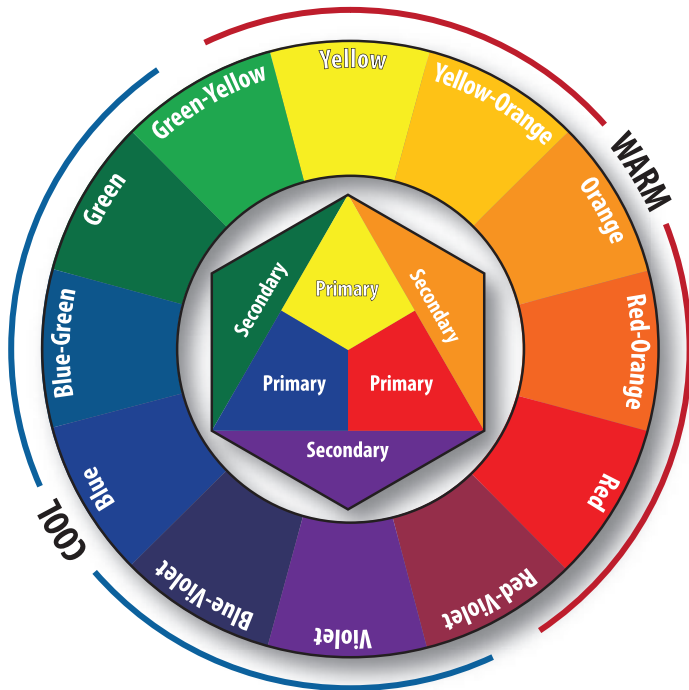 Yellow
Yellow-Orange
Orange
Red-Orange
Red
Red-Violet
Violet
Blue-Violet
Blue
Blue-Green
Green
Green-Yellow
WARM
COOL
Secondary
Primary
Secondary
Primary
Primary
Secondary